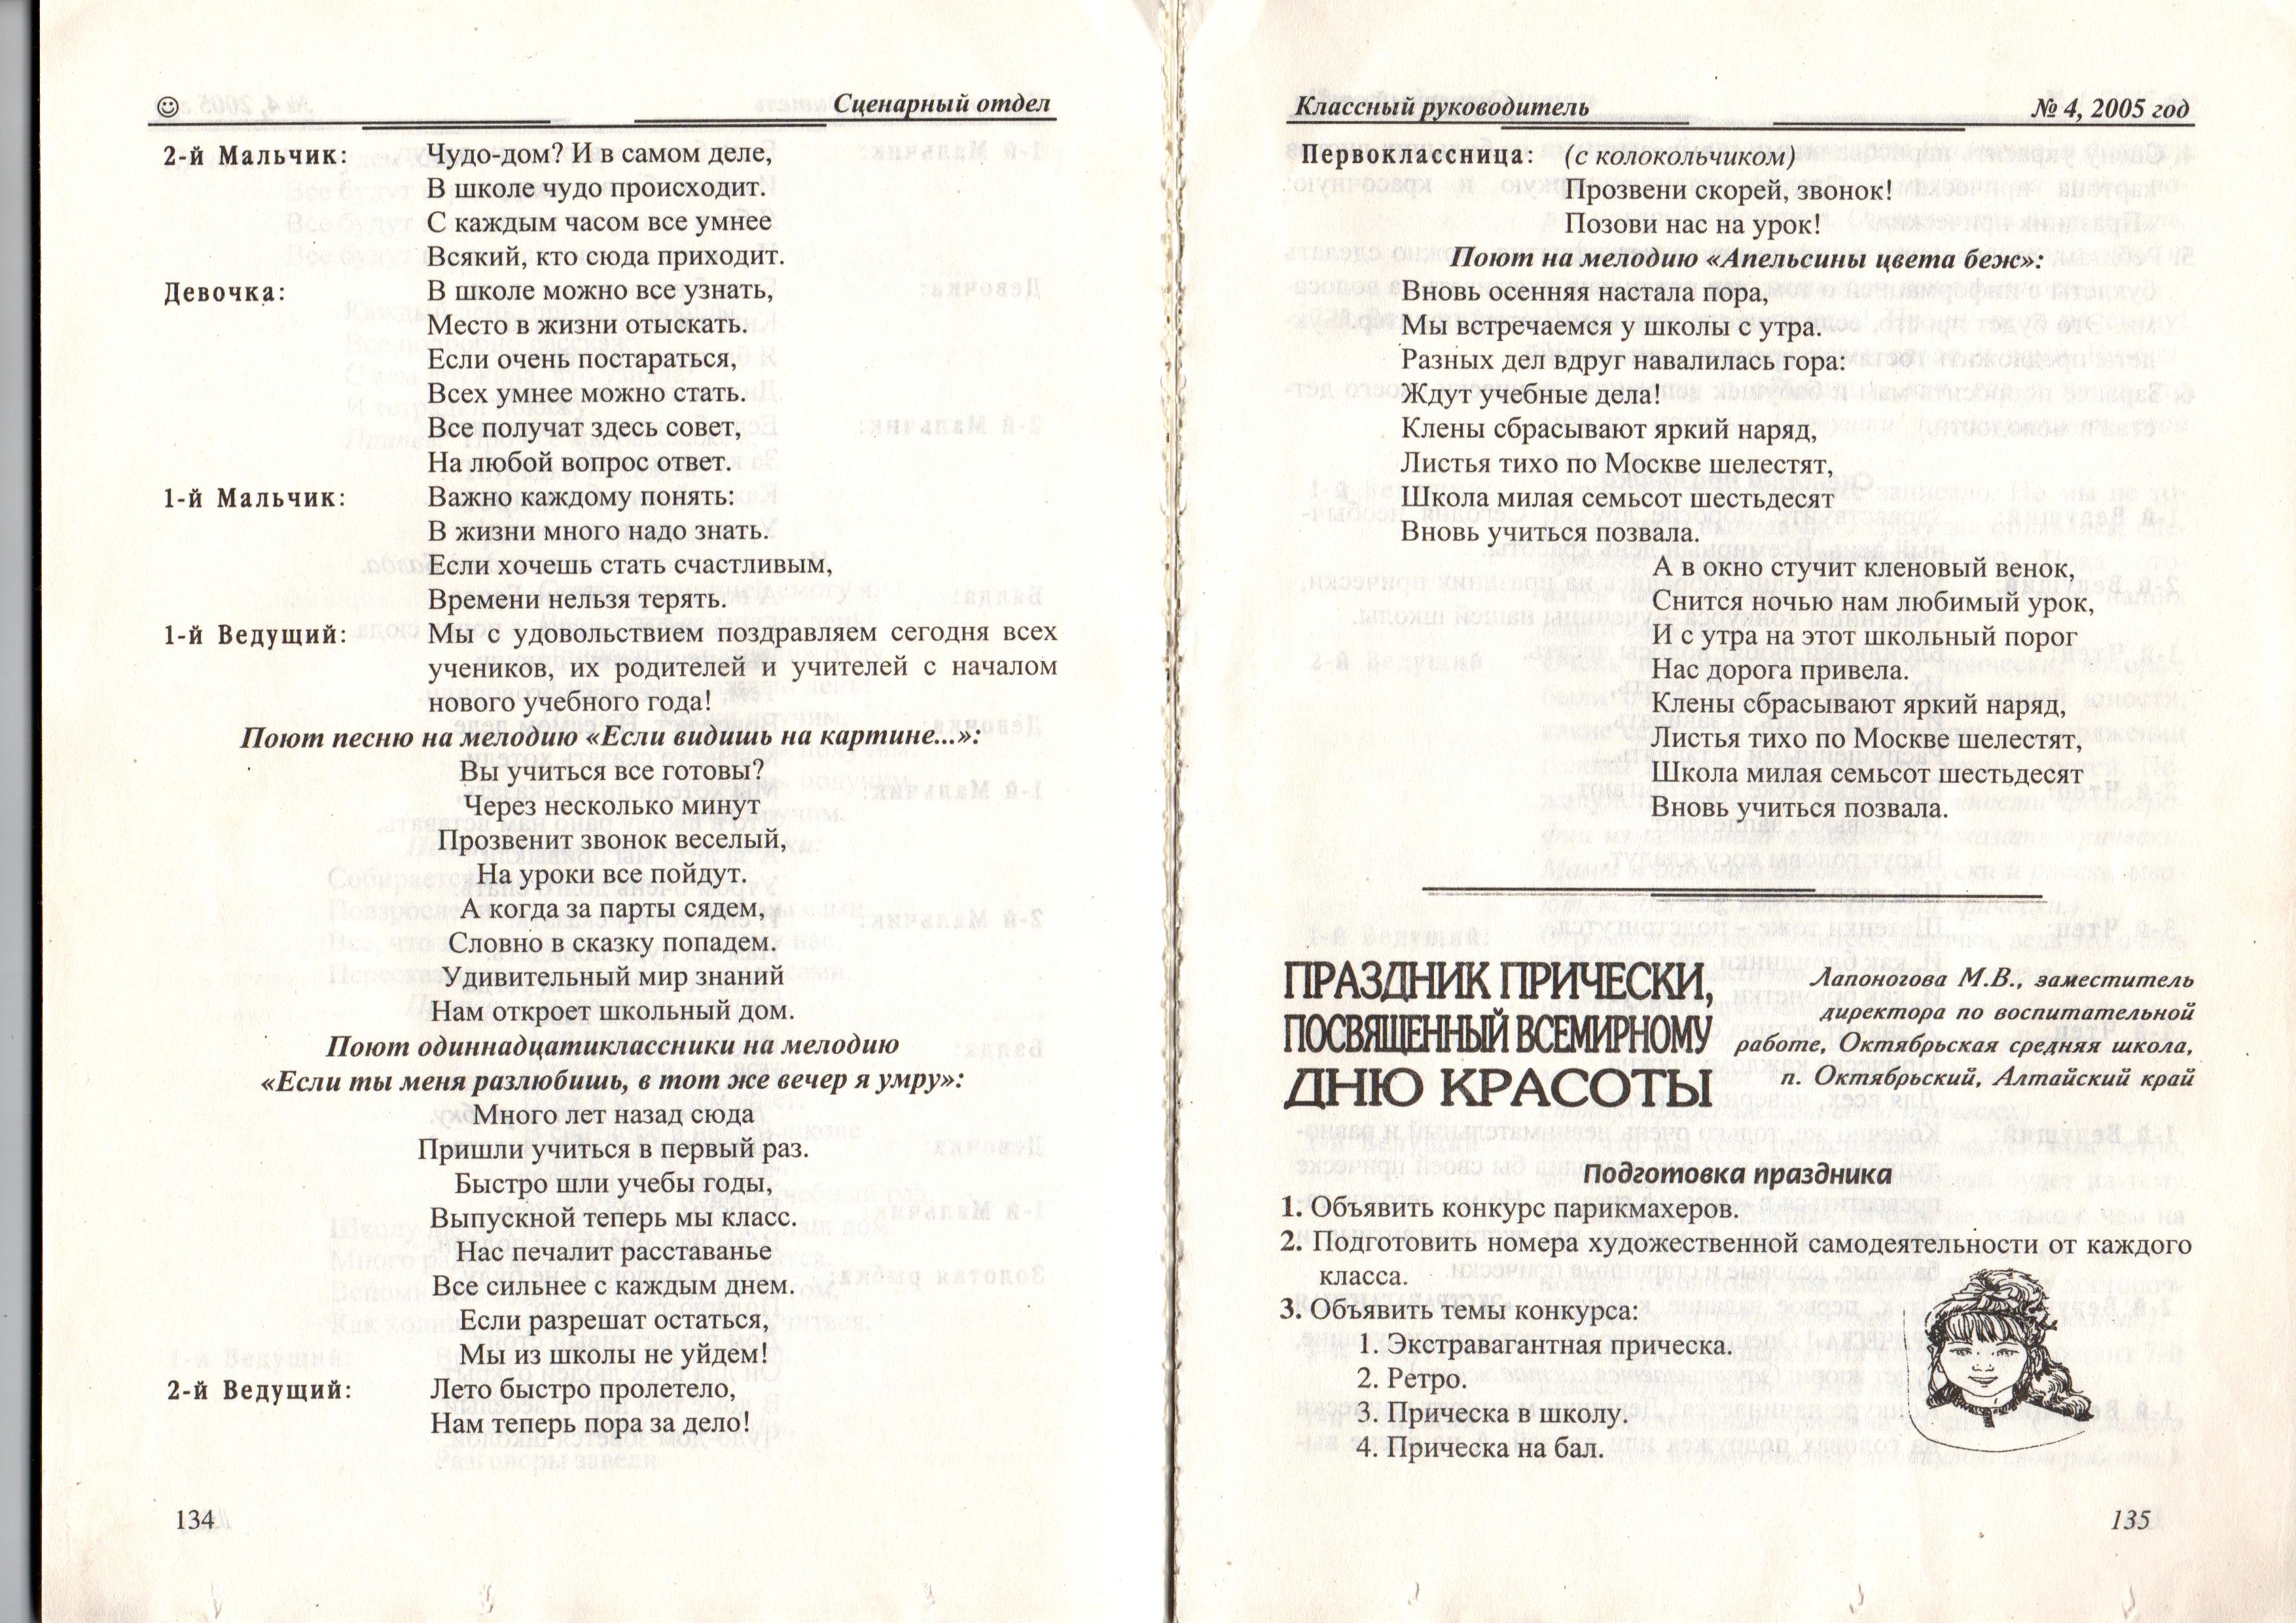 Сценарный отдел
2-й Мальчик: Чудо-дом? И в самом деле,
В школе чудо происходит.
С каждым часом все умнее
Всякий, кто сюда приходит.
Девочка: В школе можно все узнать,
Место в жизни отыскать.
Если очень постараться,
Всех умнее можно стать.
Все получат здесь совет,
На любой вопрос ответ.
1-й Мальчик: Важно каждому понять:
В жизни много надо знать.
Если хочешь стать счастливым,
Времени нельзя терять.
1-й Ведущий: Мы с удовольствием поздравляем сегодня всех
учеников, их родителей и учителей с началом
нового учебного года!
Поют песню на мелодию «Если видишь на картине...»:
Вы учиться все готовы?
Через несколько минут
Прозвенит звонок веселый,
На уроки все пойдут.
А когда за парты сядем,
Словно в сказку попадем.
Удивительный мир знаний
Нам откроет школьный дом.
Поют одиннадцатиклассники на мелодию
«Если ты меня разлюбишь, в тот же вечер я умру»:
Много лет назад сюда
Пришли учиться в первый раз.
Быстро шли учебы годы,
Выпускной теперь мы класс.
Нас печалит расставанье
Все сильнее с каждым днем.
Если разрешат остаться,
Мы из школы не уйдем!
2-й Ведущий: Лето быстро пролетело,
Нам теперь пора за дело!
134
Классный руководитель № 4, 2005 год
Первоклассница: (с колокольчиком)
Прозвени скорей, звонок!
Позови нас на урок!
Поют на мелодию «Апельсины цвета беж»:
Вновь осенняя настала пора,
Мы встречаемся у школы с утра.
Разных дел вдруг навалилась гора:
Ждут учебные дела!
Клены сбрасывают яркий наряд,
Листья тихо по Москве шелестят,
Школа милая семьсот шестьдесят
Вновь учиться позвала.
А в окно стучит кленовый венок,
Снится ночью нам любимый урок,
И с утра на этот школьный порог
Нас дорога привела.
Клены сбрасывают яркий наряд,
Листья тихо по Москве шелестят,
Школа милая семьсот шестьдесят
Вновь учиться позвала.
ПРАЗДНИК ПРИЧЕСКИ,
ПОСВЯЩЕННЫЙ ВСЕМИРНОМУ
ДНЮ КРАСОТЫ
Лапоногова М.В., заместитель
директора по воспитательной
работе, Октябрьская средняя школа,
п. Октябрьский, Алтайский край
Подготовка праздника
1. Объявить конкурс парикмахеров.
2. Подготовить номера художественной самодеятельности от каждого
класса.
3. Объявить темы конкурса:
1. Экстравагантная прическа.
2. Ретро.
3. Прическа в школу.
4. Прическа на бал.
135